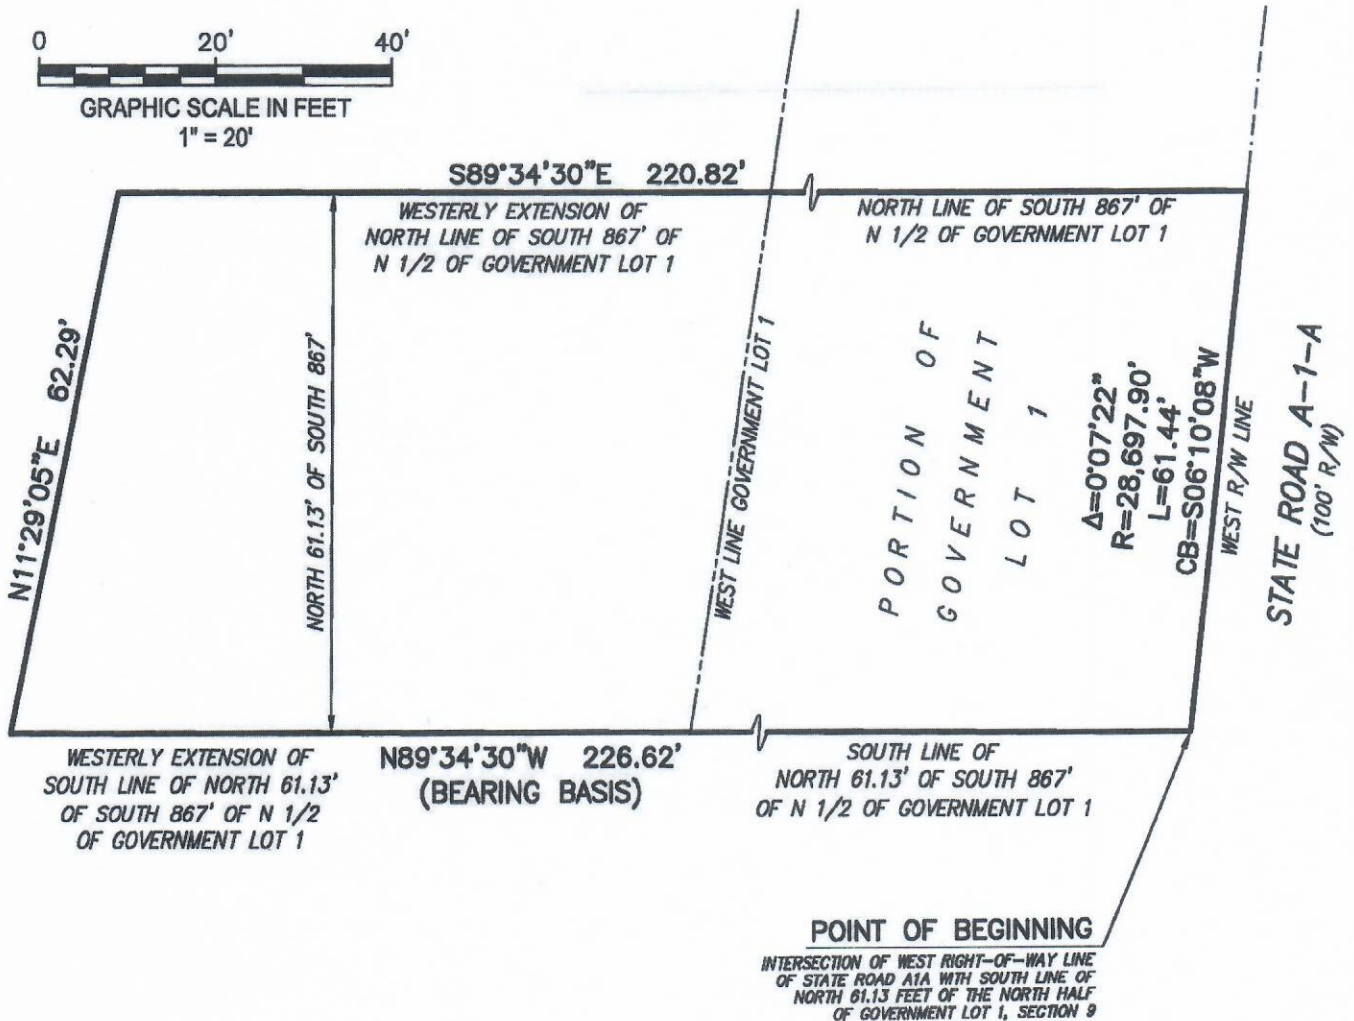 0 20' 40'
GRAPHIC SCALE IN FEET
1" = 20'
S89°34'30"E 220.82'
WESTERLY EXTENSION OF
NORTH LINE OF SOUTH 867' OF
N 1/2 OF GOVERNMENT LOT 1
NORTH LINE OF SOUTH 867' OF
N 1/2 OF GOVERNMENT LOT 1
N11°29'05"E 62.29'
NORTH 61.13' OF SOUTH 867'
WEST LINE GOVERNMENT LOT 1
PORTION OF
GOVERNMENT
LOT 1
Δ=0°07'22"
R=28,697.90'
L=61.44'
CB=S06°10'08"W
WEST R/W LINE
STATE ROAD A-1-A
(100' R/W)
WESTERLY EXTENSION OF
SOUTH LINE OF NORTH 61.13'
OF SOUTH 867' OF N 1/2
OF GOVERNMENT LOT 1
N89°34'30"W 226.62'
(BEARING BASIS)
SOUTH LINE OF
NORTH 61.13' OF SOUTH 867'
OF N 1/2 OF GOVERNMENT LOT 1
POINT OF BEGINNING
INTERSECTION OF WEST RIGHT-OF-WAY LINE
OF STATE ROAD A1A WITH SOUTH LINE OF
NORTH 61.13 FEET OF THE NORTH HALF
OF GOVERNMENT LOT 1, SECTION 9